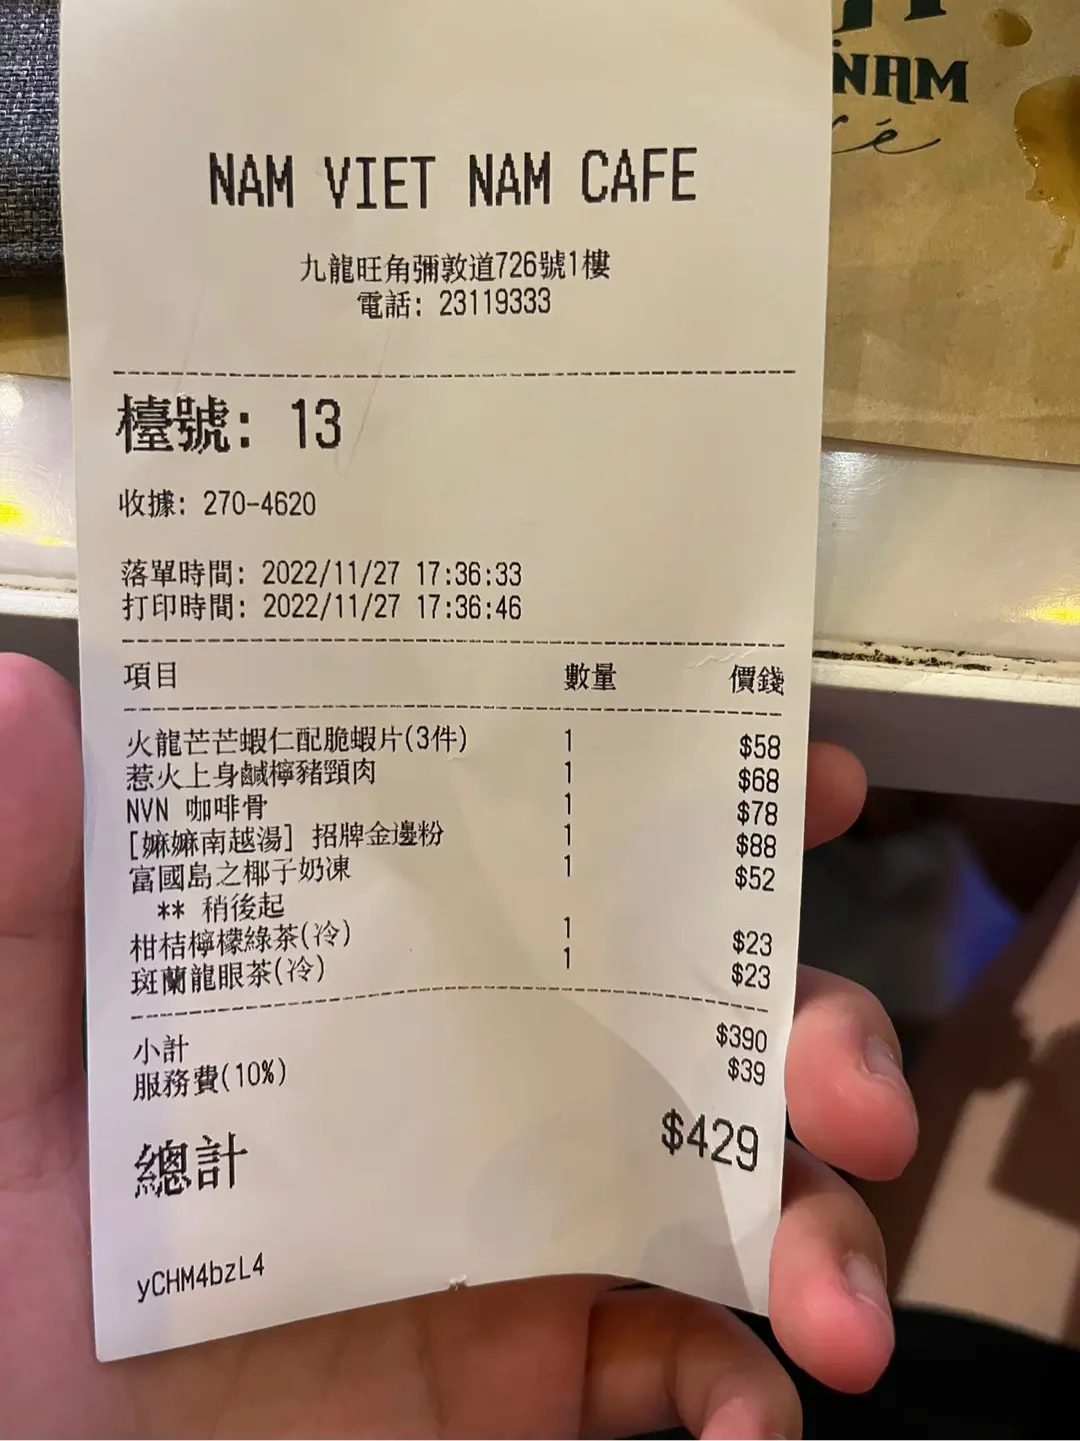 NAM
NAM VIET NAM CAFE
九龍旺角彌敦道726號1樓
電話: 23119333
檯號: 13
收據: 270-4620
落單時間: 2022/11/27 17:36:33
打印時間: 2022/11/27 17:36:46
項目 數量 價錢
火龍芒芒蝦仁配脆蝦片(3件) 1 $58
惹火上身鹹檸豬頸肉 1 $68
NVN 咖啡骨 1 $78
[嫲嫲南越湯] 招牌金邊粉 1 $88
富國島之椰子奶凍 1 $52
** 稍後起
柑桔檸檬綠茶(冷) 1 $23
斑蘭龍眼茶(冷) 1 $23
小計 $390
服務費(10%) $39
總計 $429
yCHM4bzL4